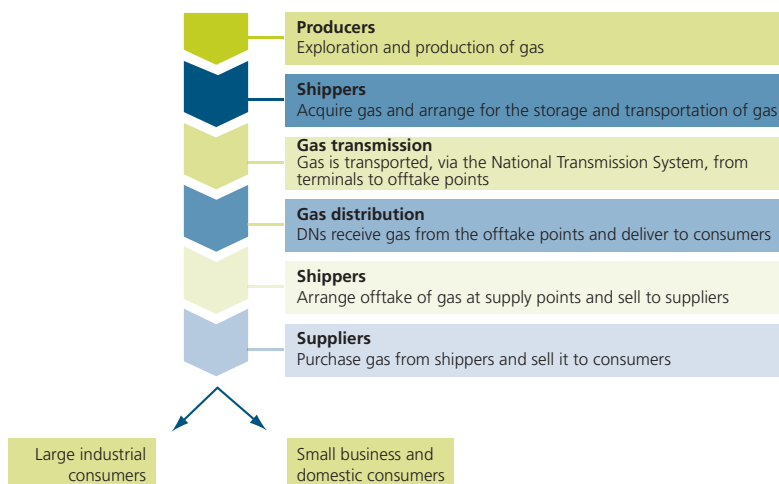 Producers
Exploration and production of gas
Shippers
Acquire gas and arrange for the storage and transportation of gas
Gas transmission
Gas is transported, via the National Transmission System, from
terminals to offtake points
Gas distribution
DNs receive gas from the offtake points and deliver to consumers
Shippers
Arrange offtake of gas at supply points and sell to suppliers
Suppliers
Purchase gas from shippers and sell it to consumers
Large industrial
consumers
Small business and
domestic consumers